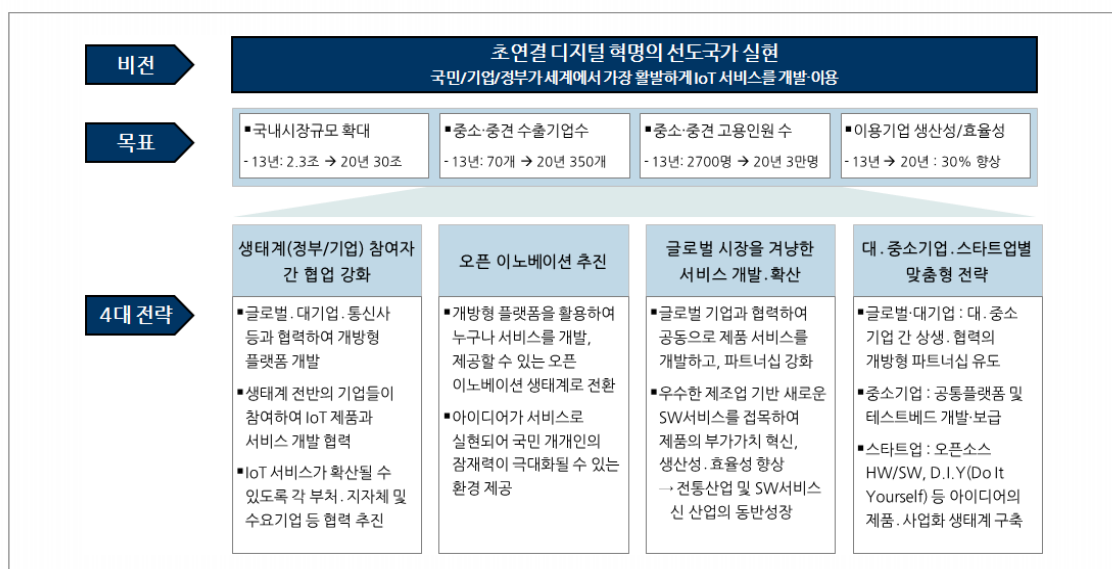 비전
초연결 디지털 혁명의 선도국가 실현
국민/기업/정부가 세계에서 가장 활발하게 IoT 서비스를 개발·이용
목표
▪국내시장규모 확대
- 13년: 2.3조 → 20년 30조
▪중소·중견 수출기업수
- 13년: 70개 → 20년 350개
▪중소·중견 고용인원 수
- 13년: 2700명 → 20년 3만명
▪이용기업 생산성/효율성
- 13년 → 20년 : 30% 향상
4대 전략
생태계(정부/기업) 참여자
간 협업 강화
▪글로벌.대기업.통신사
등과 협력하여 개방형
플랫폼 개발
▪생태계 전반의 기업들이
참여하여 IoT 제품과
서비스 개발 협력
▪IoT 서비스가 확산될 수
있도록 각 부처.지자체 및
수요기업 등 협력 추진
오픈 이노베이션 추진
▪개방형 플랫폼을 활용하여
누구나 서비스를 개발,
제공할 수 있는 오픈
이노베이션 생태계로 전환
▪아이디어가 서비스로
실현되어 국민 개개인의
잠재력이 극대화될 수 있는
환경 제공
글로벌 시장을 겨냥한
서비스 개발.확산
▪글로벌 기업과 협력하여
공동으로 제품 서비스를
개발하고, 파트너십 강화
▪우수한 제조업 기반 새로운
SW서비스를 접목하여
제품의 부가가치 혁신,
생산성.효율성 향상
→ 전통산업 및 SW서비스
신 산업의 동반성장
대.중소기업.스타트업별
맞춤형 전략
▪글로벌·대기업 : 대.중소
기업 간 상생.협력의
개방형 파트너십 유도
▪중소기업 : 공통플랫폼 및
테스트베드 개발·보급
▪스타트업 : 오픈소스
HW/SW, D.I.Y(Do It
Yourself) 등 아이디어의
제품.사업화 생태계 구축